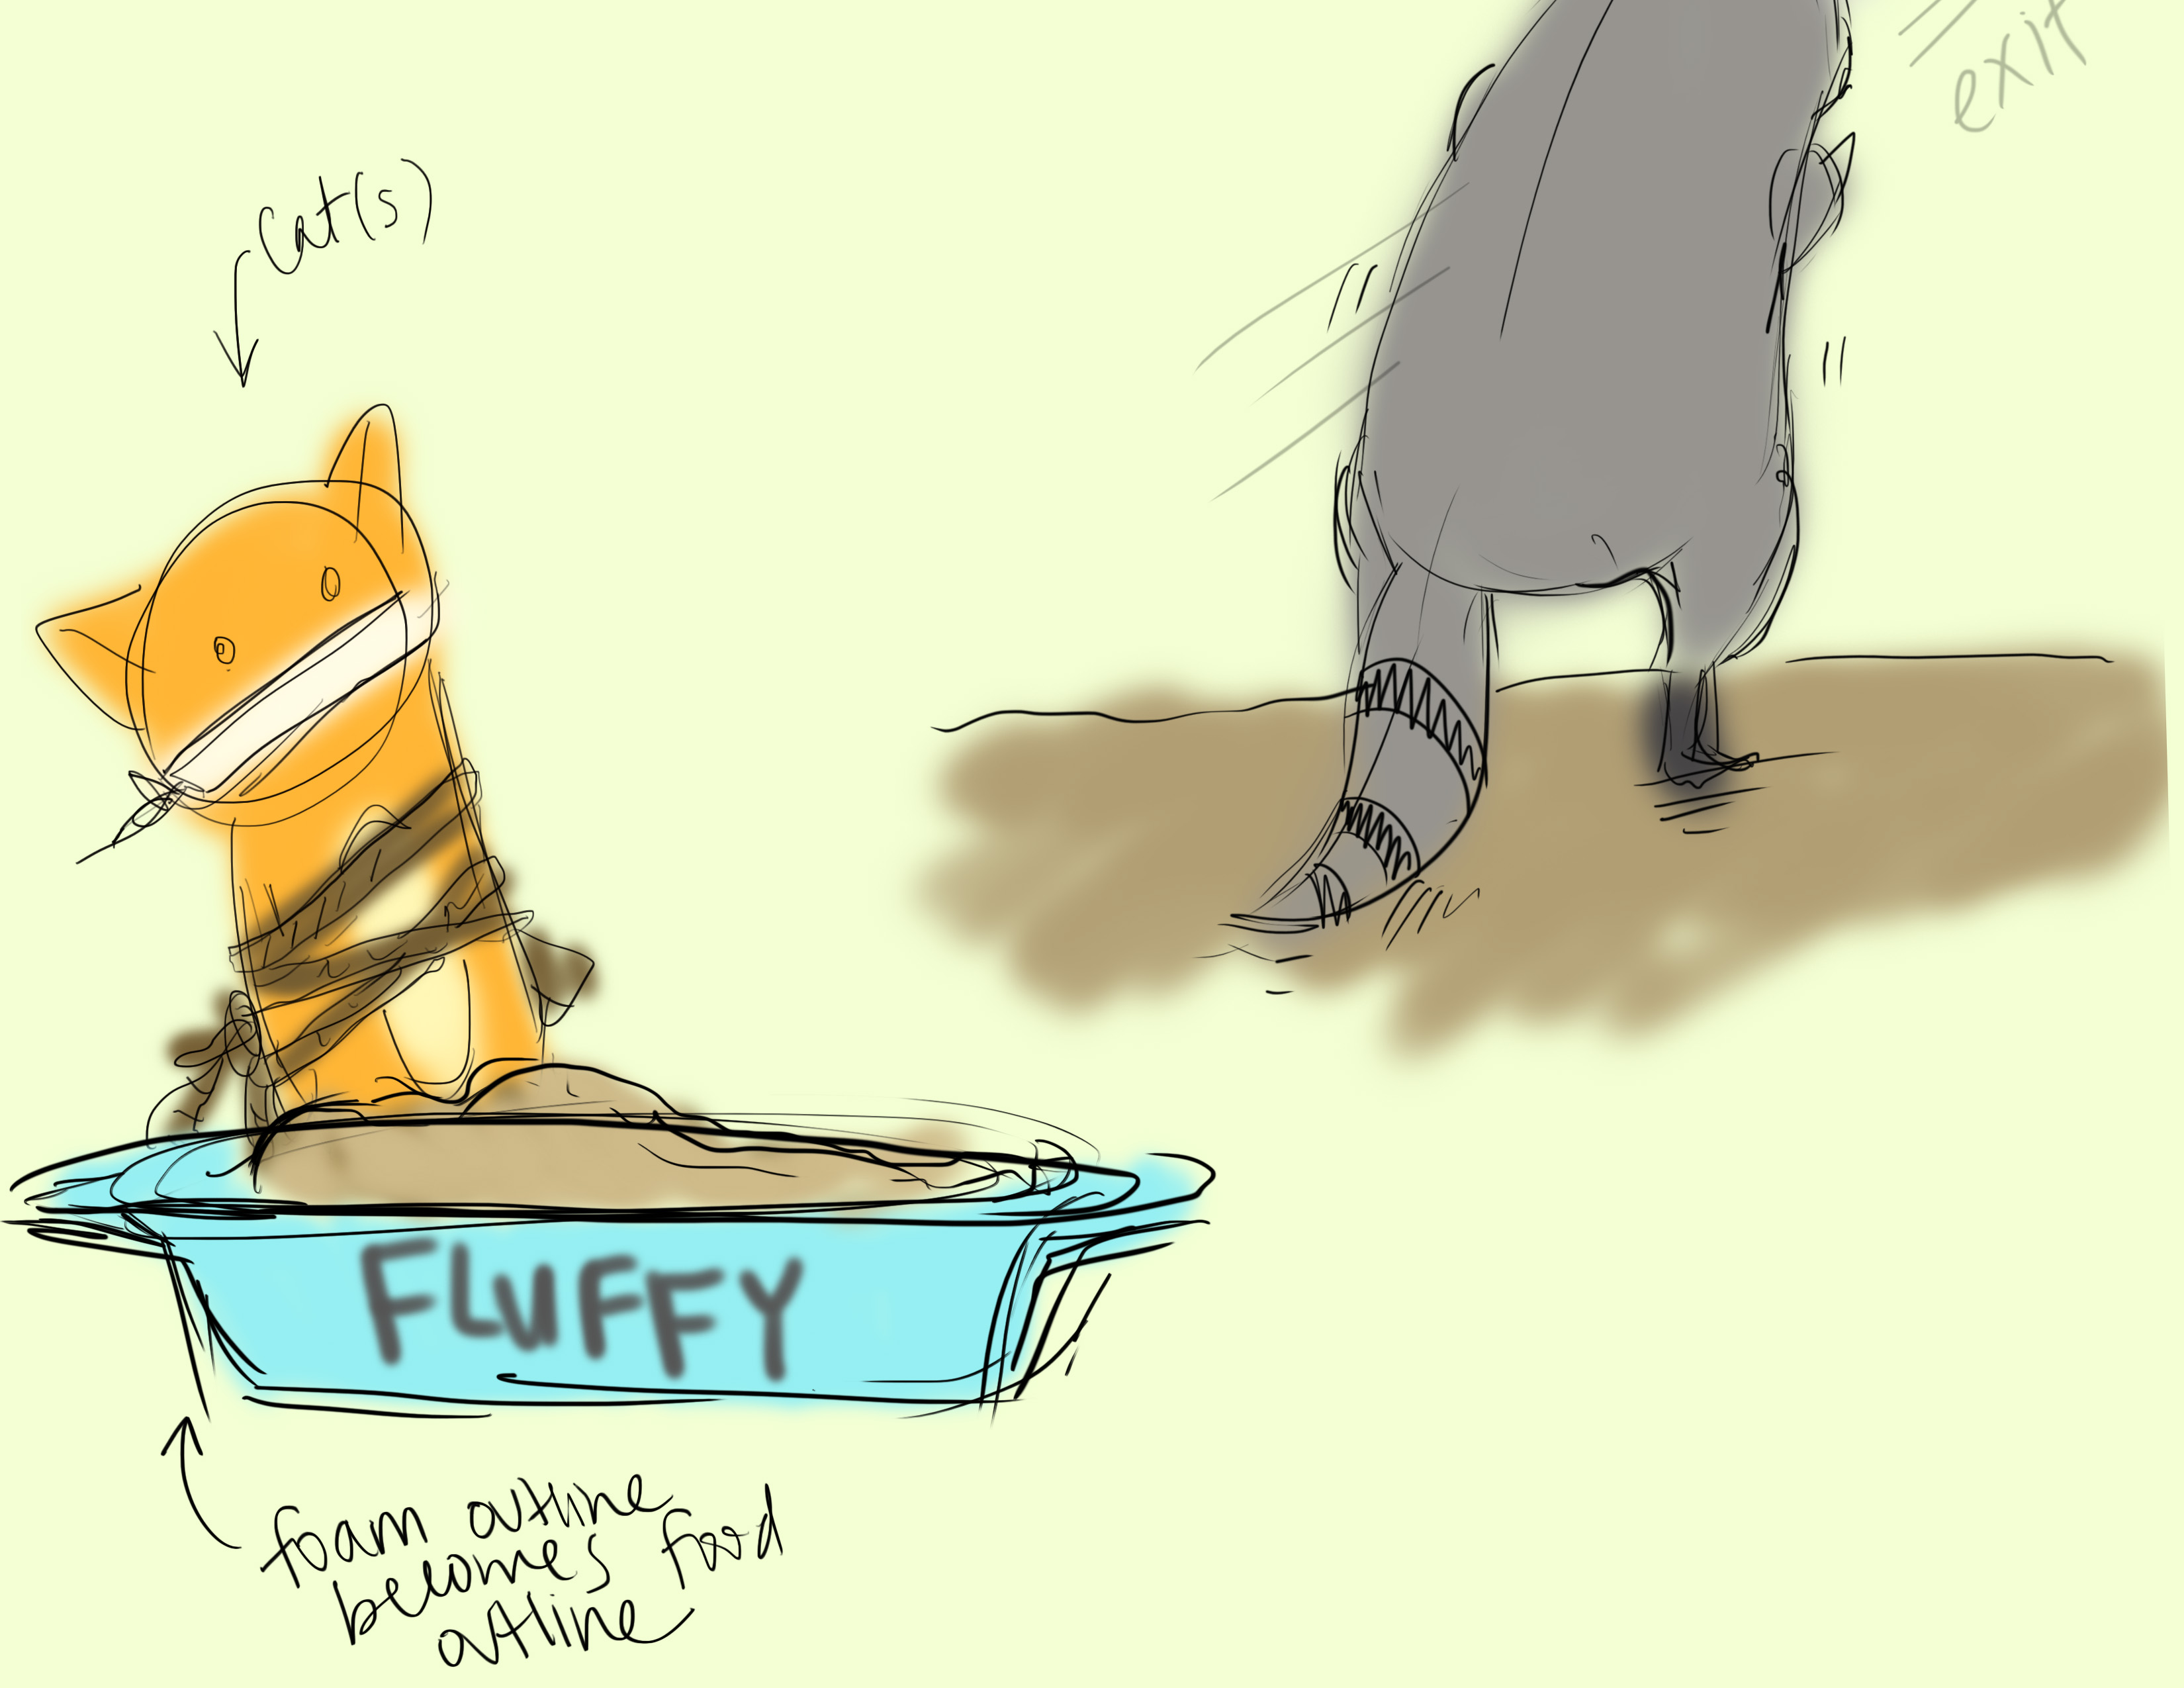 exit
cat(s)
FLUFFY
foam outline
becomes food
outline